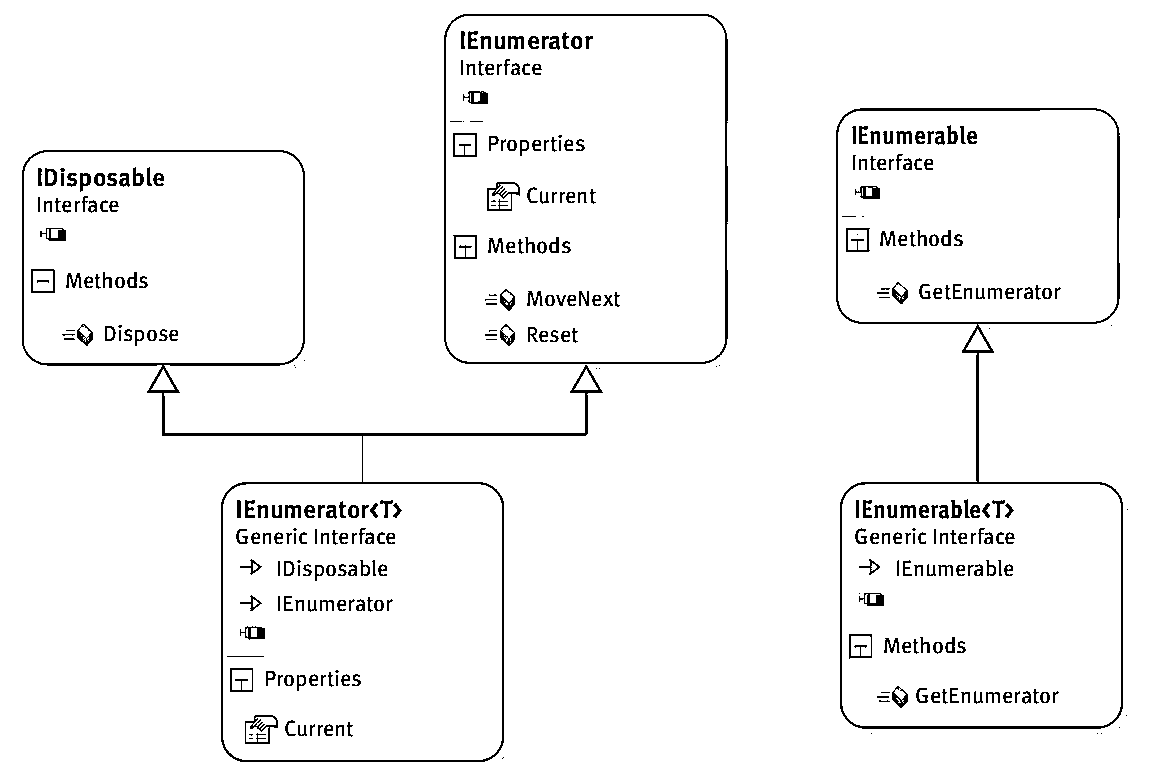 IDisposable
Interface
Methods
Dispose
IEnumerator
Interface
Properties
Current
Methods
MoveNext
Reset
IEnumerable
Interface
Methods
GetEnumerator
IEnumerator<T>
Generic Interface
IDisposable
IEnumerator
Properties
Current
IEnumerable<T>
Generic Interface
IEnumerable
Methods
GetEnumerator